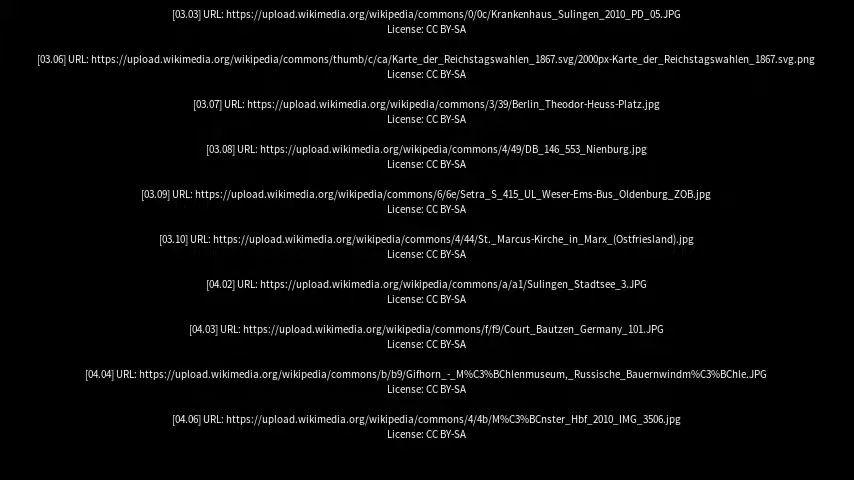 [03.03] URL: https://upload.wikimedia.org/wikipedia/commons/0/0c/Krankenhaus_Sulingen_2010_PD_05.JPG
License: CC BY-SA
[03.06] URL: https://upload.wikimedia.org/wikipedia/commons/thumb/c/ca/Karte_der_Reichstagswahlen_1867.svg/2000px-Karte_der_Reichstagswahlen_1867.svg.png
License: CC BY-SA
[03.07] URL: https://upload.wikimedia.org/wikipedia/commons/3/39/Berlin_Theodor-Heuss-Platz.jpg
License: CC BY-SA
[03.08] URL: https://upload.wikimedia.org/wikipedia/commons/4/49/DB_146_553_Nienburg.jpg
License: CC BY-SA
[03.09] URL: https://upload.wikimedia.org/wikipedia/commons/6/6e/Setra_S_415_UL_Weser-Ems-Bus_Oldenburg_ZOB.jpg
License: CC BY-SA
[03.10] URL: https://upload.wikimedia.org/wikipedia/commons/4/44/St._Marcus-Kirche_in_Marx_(Ostfriesland).jpg
License: CC BY-SA
[04.02] URL: https://upload.wikimedia.org/wikipedia/commons/a/a1/Sulingen_Stadtsee_3.JPG
License: CC BY-SA
[04.03] URL: https://upload.wikimedia.org/wikipedia/commons/f/f9/Court_Bautzen_Germany_101.JPG
License: CC BY-SA
[04.04] URL: https://upload.wikimedia.org/wikipedia/commons/b/b9/Gifhorn_-_M%C3%BChlenmuseum,_Russische_Bauernwindm%C3%BChle.JPG
License: CC BY-SA
[04.06] URL: https://upload.wikimedia.org/wikipedia/commons/4/4b/M%C3%BCnster_Hbf_2010_IMG_3506.jpg
License: CC BY-SA